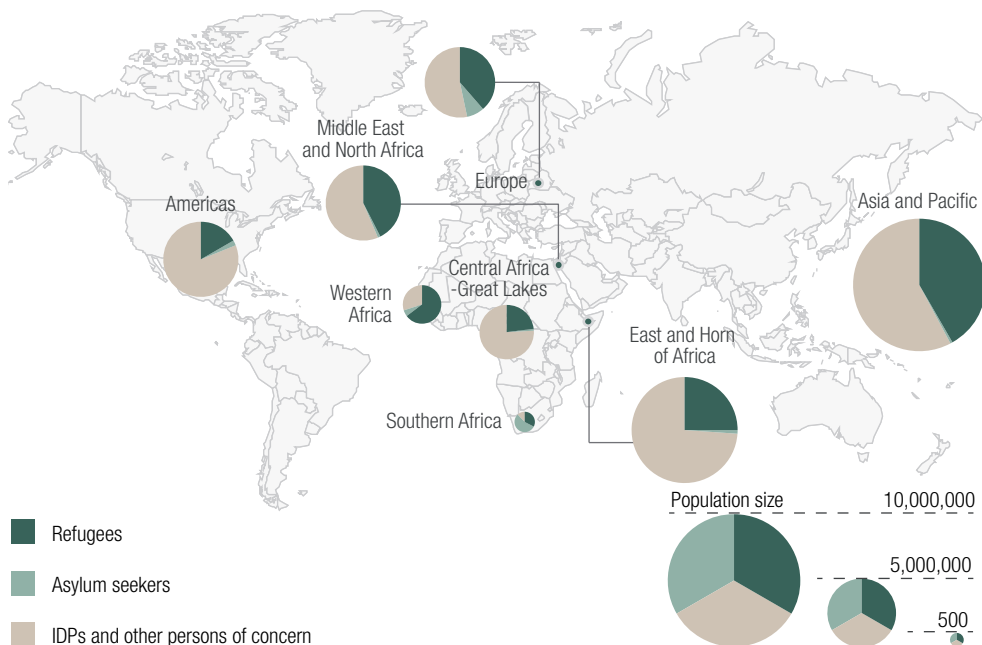 Middle East
and North Africa
Europe
Americas
Asia and Pacific
Western
Africa
Central Africa
-Great Lakes
East and Horn
of Africa
Southern Africa
Population size
10,000,000
5,000,000
500
Refugees
Asylum seekers
IDPs and other persons of concern